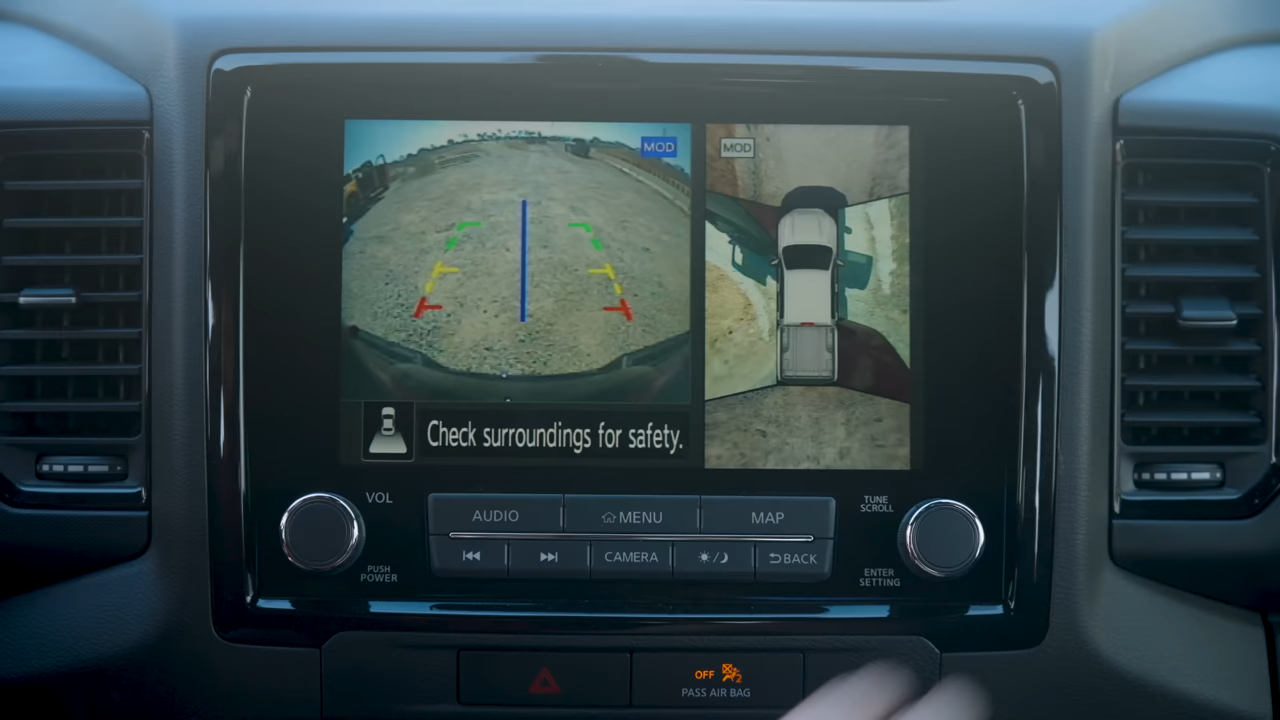 MOD
MOD
Check surroundings for safety.
VOL
PUSH
POWER
AUDIO
MENU
MAP
CAMERA
BACK
TUNE
SCROLL
ENTER
SETTING
OFF
2
PASS AIR BAG